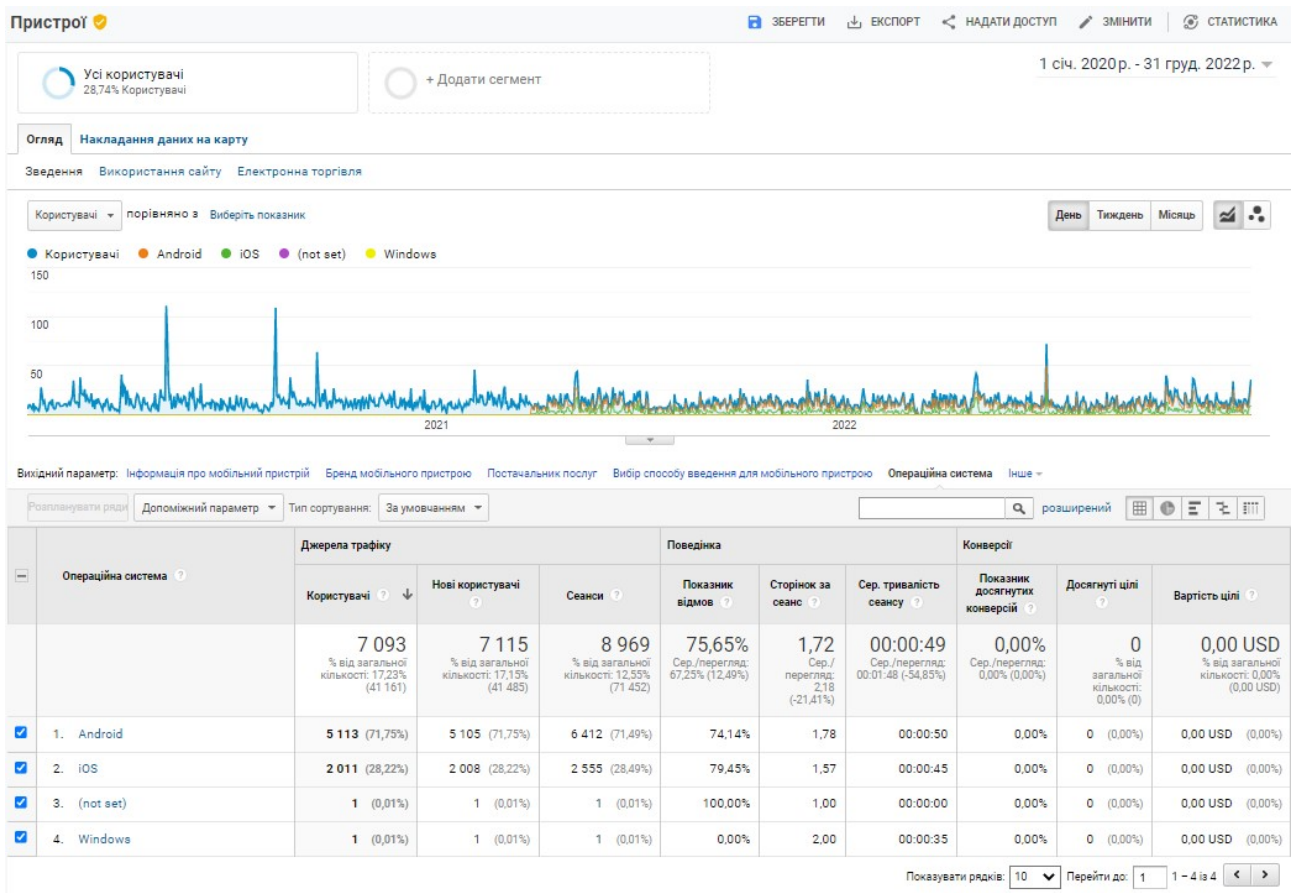 Пристрої
ЗБЕРЕГТИ ЕКСПОРТ НАДАТИ ДОСТУП ЗМІНИТИ СТАТИСТИКА
Усі користувачі
28,74% Користувачі
+ Додати сегмент
1 січ. 2020 р. - 31 груд. 2022 р.
Огляд Накладання даних на карту
Зведення Використання сайту Електронна торгівля
Користувачі порівняно з Виберіть показник
День Тиждень Місяць
Користувачі Android iOS (not set) Windows
150
100
50
2021 2022
Вихідний параметр: Інформація про мобільний пристрій Бренд мобільного пристрою Постачальник послуг Вибір способу введення для мобільного пристрою Операційна система Інше
Розпланувати ряди Допоміжний параметр Тип сортування: За умовчанням розширений
Операційна система
Джерела трафіку Поведінка Конверсії
Користувачі Нові користувачі Сеанси Показник відмов Сторінок за сеанс Сер. тривалість сеансу Показник досягнутих конверсій Досягнуті цілі Вартість цілі
7 093 7 115 8 969 75,65% 1,72 00:00:49 0,00% 0 0,00 USD
% від загальної кількості: 17,23% (41 161)
% від загальної кількості: 17,15% (41 485)
% від загальної кількості: 12,55% (71 452)
Сер./перегляд: 67,25% (12,49%)
Сер./перегляд: 2,18 (-21,41%)
Сер./перегляд: 00:01:48 (-54,85%)
Сер./перегляд: 0,00% (0,00%)
% від загальної кількості: 0,00% (0)
% від загальної кількості: 0,00% (0,00 USD)
1. Android 5 113 (71,75%) 5 105 (71,75%) 6 412 (71,49%) 74,14% 1,78 00:00:50 0,00% 0 (0,00%) 0,00 USD (0,00%)
2. iOS 2 011 (28,22%) 2 008 (28,22%) 2 555 (28,49%) 79,45% 1,57 00:00:45 0,00% 0 (0,00%) 0,00 USD (0,00%)
3. (not set) 1 (0,01%) 1 (0,01%) 1 (0,01%) 100,00% 1,00 00:00:00 0,00% 0 (0,00%) 0,00 USD (0,00%)
4. Windows 1 (0,01%) 1 (0,01%) 1 (0,01%) 0,00% 2,00 00:00:35 0,00% 0 (0,00%) 0,00 USD (0,00%)
Показувати рядків: 10 Перейти до: 1 1 – 4 із 4